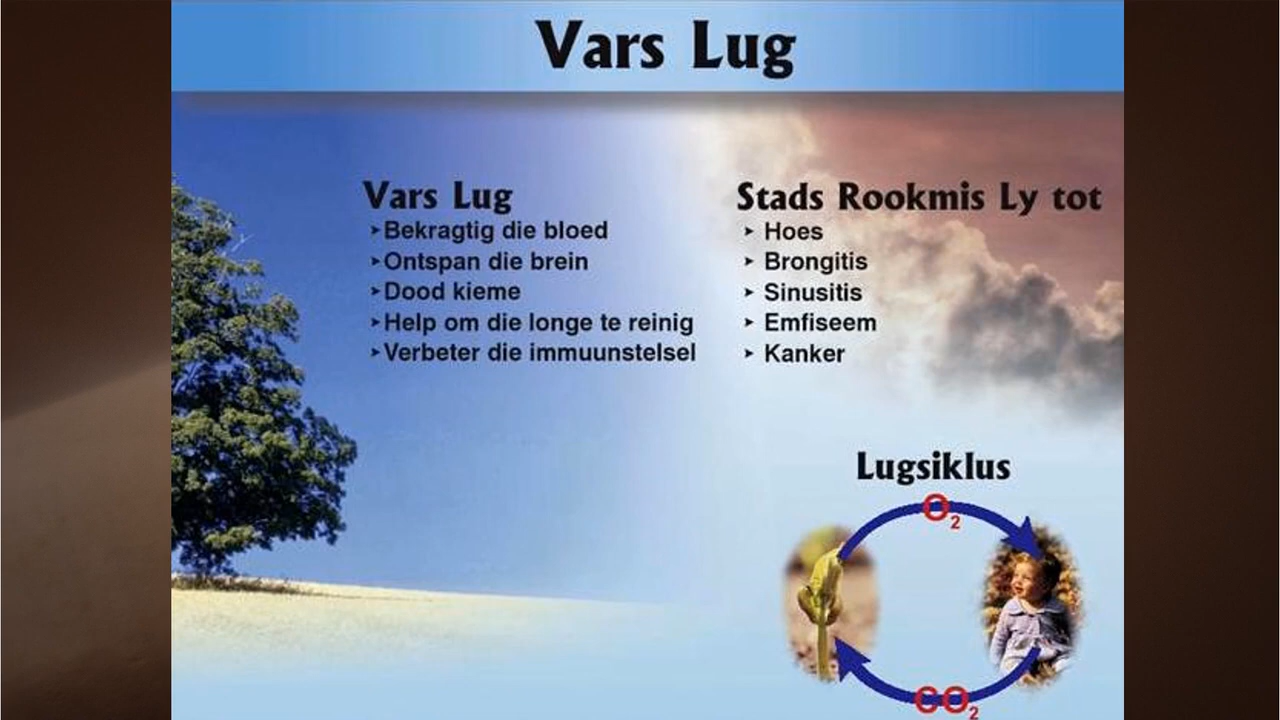 Vars Lug
Vars Lug
➤Bekragtig die bloed
➤Ontspan die brein
➤Dood kieme
➤Help om die longe te reinig
➤Verbeter die immuunstelsel
Stads Rookmis Ly tot
➤ Hoes
➤ Brongitis
➤ Sinusitis
➤ Emfiseem
➤ Kanker
Lugsiklus
O2
CO2